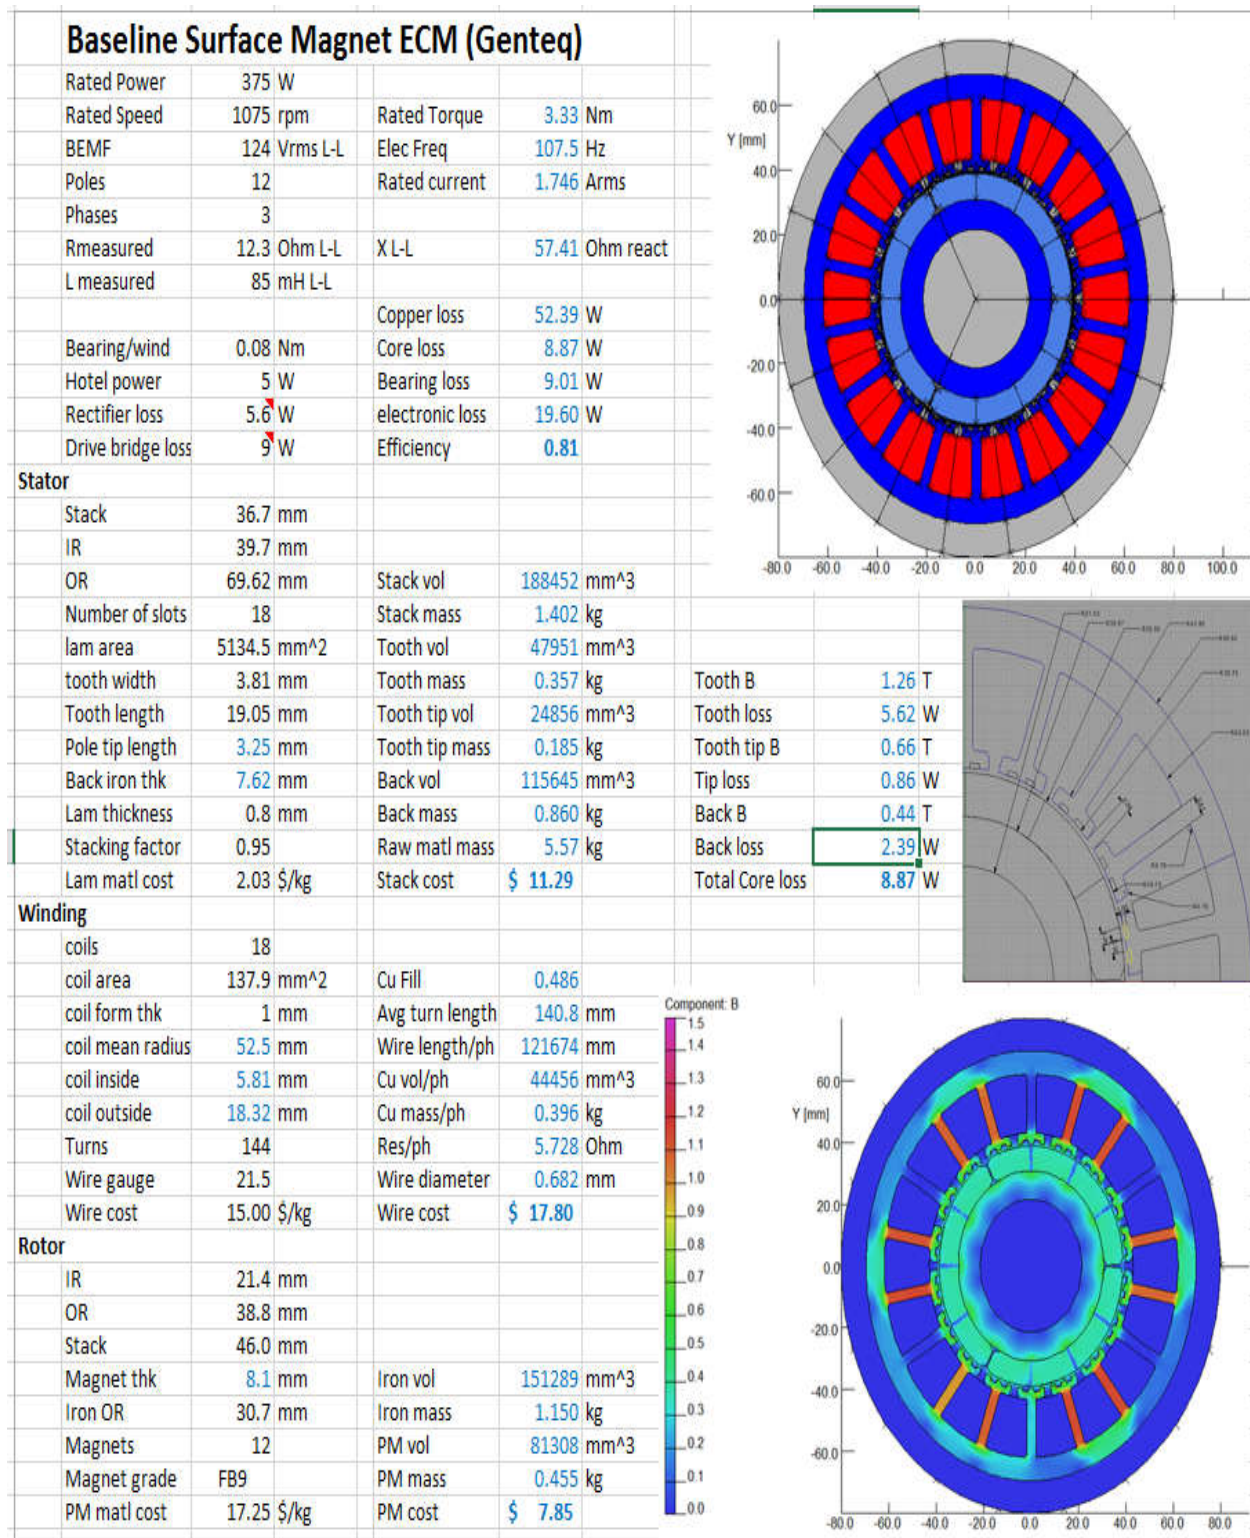 Baseline Surface Magnet ECM (Genteq)
Rated Power 375 W
Rated Speed 1075 rpm Rated Torque 3.33 Nm
BEMF 124 Vrms L-L Elec Freq 107.5 Hz
Poles 12 Rated current 1.746 Arms
Phases 3
Rmeasured 12.3 Ohm L-L X L-L 57.41 Ohm react
L measured 85 mH L-L
Copper loss 52.39 W
Bearing/wind 0.08 Nm Core loss 8.87 W
Hotel power 5 W Bearing loss 9.01 W
Rectifier loss 5.6 W electronic loss 19.60 W
Drive bridge loss 9 W Efficiency 0.81
Stator
Stack 36.7 mm
IR 39.7 mm
OR 69.62 mm Stack vol 188452 mm^3
Number of slots 18 Stack mass 1.402 kg
lam area 5134.5 mm^2 Tooth vol 47951 mm^3
tooth width 3.81 mm Tooth mass 0.357 kg Tooth B 1.26 T
Tooth length 19.05 mm Tooth tip vol 24856 mm^3 Tooth loss 5.62 W
Pole tip length 3.25 mm Tooth tip mass 0.185 kg Tooth tip B 0.66 T
Back iron thk 7.62 mm Back vol 115645 mm^3 Tip loss 0.86 W
Lam thickness 0.8 mm Back mass 0.860 kg Back B 0.44 T
Stacking factor 0.95 Raw matl mass 5.57 kg Back loss 2.39 W
Lam matl cost 2.03 $/kg Stack cost $ 11.29 Total Core loss 8.87 W
Winding
coils 18
coil area 137.9 mm^2 Cu Fill 0.486
coil form thk 1 mm Avg turn length 140.8 mm
coil mean radius 52.5 mm Wire length/ph 121674 mm
coil inside 5.81 mm Cu vol/ph 44456 mm^3
coil outside 18.32 mm Cu mass/ph 0.396 kg
Turns 144 Res/ph 5.728 Ohm
Wire gauge 21.5 Wire diameter 0.682 mm
Wire cost 15.00 $/kg Wire cost $ 17.80
Rotor
IR 21.4 mm
OR 38.8 mm
Stack 46.0 mm
Magnet thk 8.1 mm Iron vol 151289 mm^3
Iron OR 30.7 mm Iron mass 1.150 kg
Magnets 12 PM vol 81308 mm^3
Magnet grade FB9 PM mass 0.455 kg
PM matl cost 17.25 $/kg PM cost $ 7.85
60.0
Y [mm]
40.0
20.0
0.0
-20.0
-40.0
-60.0
-80.0 -60.0 -40.0 -20.0 0.0 20.0 40.0 60.0 80.0 100.0
Component: B
1.5
1.4
1.3
1.2
1.1
1.0
0.9
0.8
0.7
0.6
0.5
0.4
0.3
0.2
0.1
0.0
60.0
Y [mm]
40.0
20.0
0.0
-20.0
-40.0
-60.0
-80.0 -60.0 -40.0 -20.0 0.0 20.0 40.0 60.0 80.0